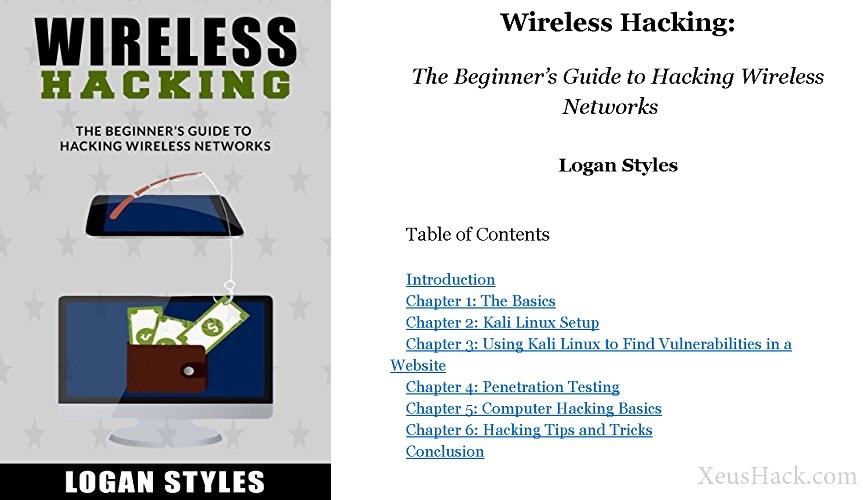 WIRELESS
HACKING
THE BEGINNER'S GUIDE TO
HACKING WIRELESS NETWORKS
LOGAN STYLES
Wireless Hacking:
The Beginner's Guide to Hacking Wireless
Networks
Logan Styles
Table of Contents
Introduction
Chapter 1: The Basics
Chapter 2: Kali Linux Setup
Chapter 3: Using Kali Linux to Find Vulnerabilities in a
Website
Chapter 4: Penetration Testing
Chapter 5: Computer Hacking Basics
Chapter 6: Hacking Tips and Tricks
Conclusion
XeusHack.com